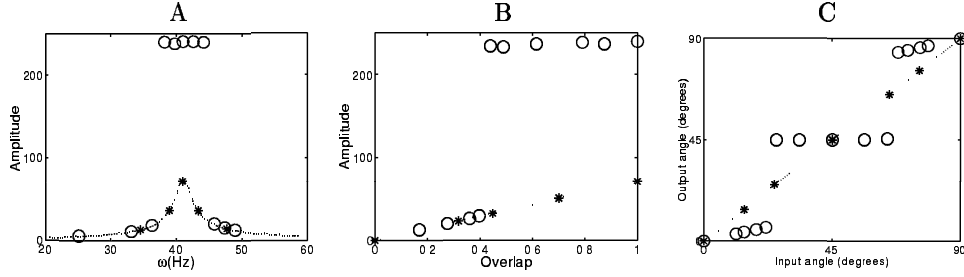 A B C
Amplitude
200
100
0
20 30 40 50 60
ω(Hz)
Amplitude
200
100
0
0 0 2 0 4 0 6 0 8 1
Overlap
Output angle (degrees)
90
45
0
0 45 90
Input angle (degrees)